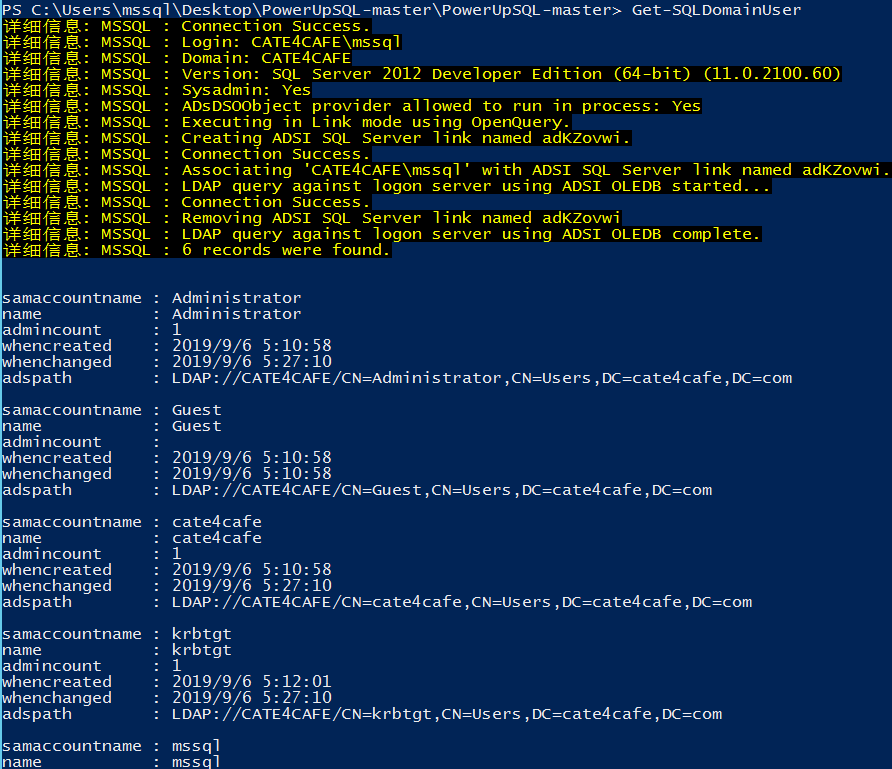 PS C:\Users\mssql\Desktop\PowerUpSQL-master\PowerUpSQL-master> Get-SQLDomainUser
详细信息: MSSQL : Connection Success.
详细信息: MSSQL : Login: CATE4CAFE\mssql
详细信息: MSSQL : Domain: CATE4CAFE
详细信息: MSSQL : Version: SQL Server 2012 Developer Edition (64-bit) (11.0.2100.60)
详细信息: MSSQL : Sysadmin: Yes
详细信息: MSSQL : ADsDSOObject provider allowed to run in process: Yes
详细信息: MSSQL : Executing in Link mode using OpenQuery.
详细信息: MSSQL : Creating ADSI SQL Server link named adKZovwi.
详细信息: MSSQL : Connection Success.
详细信息: MSSQL : Associating 'CATE4CAFE\mssql' with ADSI SQL Server link named adKZovwi.
详细信息: MSSQL : LDAP query against logon server using ADSI OLEDB started...
详细信息: MSSQL : Connection Success.
详细信息: MSSQL : Removing ADSI SQL Server link named adKZovwi
详细信息: MSSQL : LDAP query against logon server using ADSI OLEDB complete.
详细信息: MSSQL : 6 records were found.
samaccountname : Administrator
name : Administrator
admincount : 1
whencreated : 2019/9/6 5:10:58
whenchanged : 2019/9/6 5:27:10
adspath : LDAP://CATE4CAFE/CN=Administrator,CN=Users,DC=cate4cafe,DC=com
samaccountname : Guest
name : Guest
admincount :
whencreated : 2019/9/6 5:10:58
whenchanged : 2019/9/6 5:10:58
adspath : LDAP://CATE4CAFE/CN=Guest,CN=Users,DC=cate4cafe,DC=com
samaccountname : cate4cafe
name : cate4cafe
admincount : 1
whencreated : 2019/9/6 5:10:58
whenchanged : 2019/9/6 5:27:10
adspath : LDAP://CATE4CAFE/CN=cate4cafe,CN=Users,DC=cate4cafe,DC=com
samaccountname : krbtgt
name : krbtgt
admincount : 1
whencreated : 2019/9/6 5:12:01
whenchanged : 2019/9/6 5:27:10
adspath : LDAP://CATE4CAFE/CN=krbtgt,CN=Users,DC=cate4cafe,DC=com
samaccountname : mssql
name : mssql